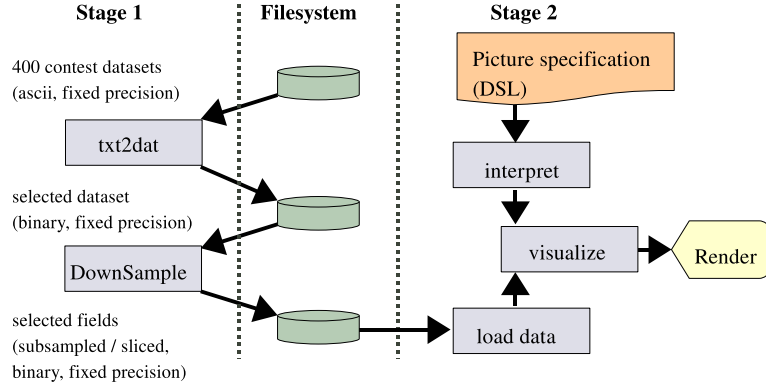 Stage 1
Filesystem
Stage 2
400 contest datasets
(ascii, fixed precision)
txt2dat
selected dataset
(binary, fixed precision)
DownSample
selected fields
(subsampled / sliced,
binary, fixed precision)
Picture specification
(DSL)
interpret
visualize
Render
load data